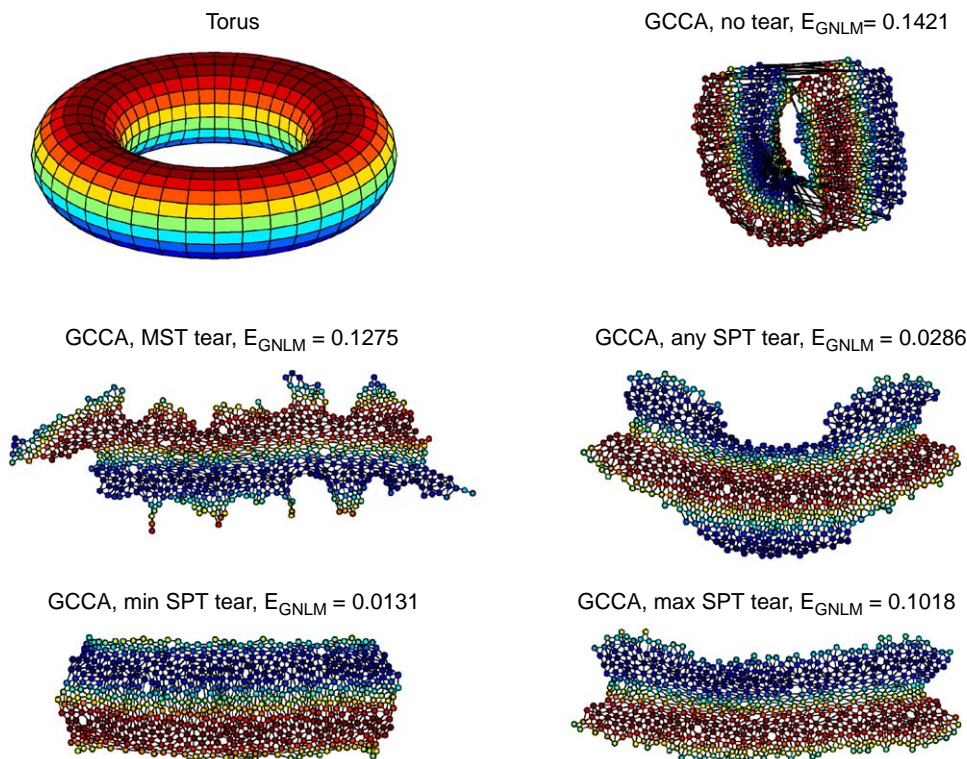 Torus
GCCA, no tear, E_GNLM= 0.1421
GCCA, MST tear, E_GNLM = 0.1275
GCCA, any SPT tear, E_GNLM = 0.0286
GCCA, min SPT tear, E_GNLM = 0.0131
GCCA, max SPT tear, E_GNLM = 0.1018